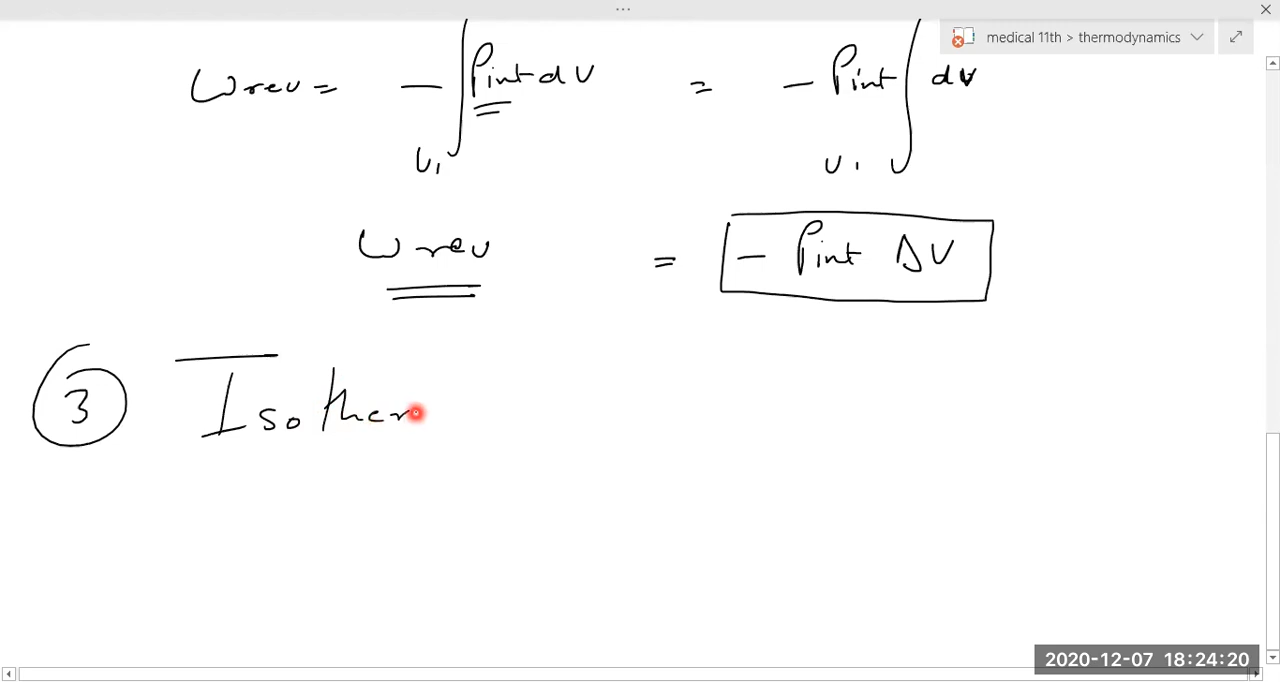 ...
medical 11th > thermodynamics
Wrev = - ∫ Pint dV = - Pint ∫ dV
V1 V1
Wrev = - Pint ΔV
3 Isother
2020-12-07 18:24:20